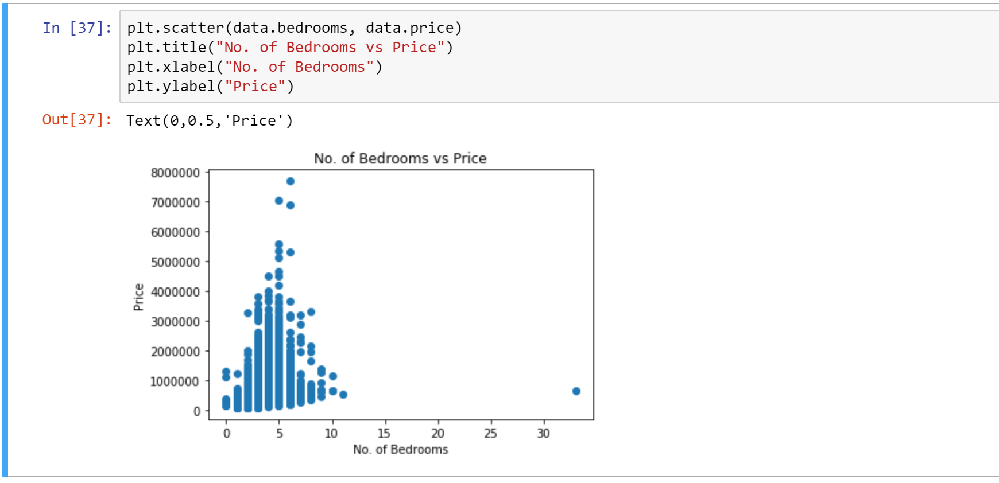 In [37]: plt.scatter(data.bedrooms, data.price)
plt.title("No. of Bedrooms vs Price")
plt.xlabel("No. of Bedrooms")
plt.ylabel("Price")
Out[37]: Text(0,0.5,'Price')
No. of Bedrooms vs Price
8000000
7000000
6000000
5000000
4000000
3000000
2000000
1000000
0
Price
0 5 10 15 20 25 30
No. of Bedrooms